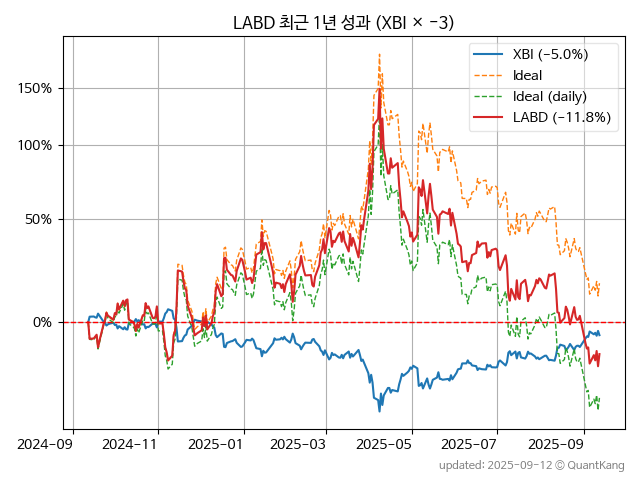 LABD 최근 1년 성과 (XBI × −3)
XBI (−5.0%)
Ideal
Ideal (daily)
LABD (−11.8%)
150%
100%
50%
0%
2024-09
2024-11
2025-01
2025-03
2025-05
2025-07
2025-09
updated: 2025-09-12 © QuantKang